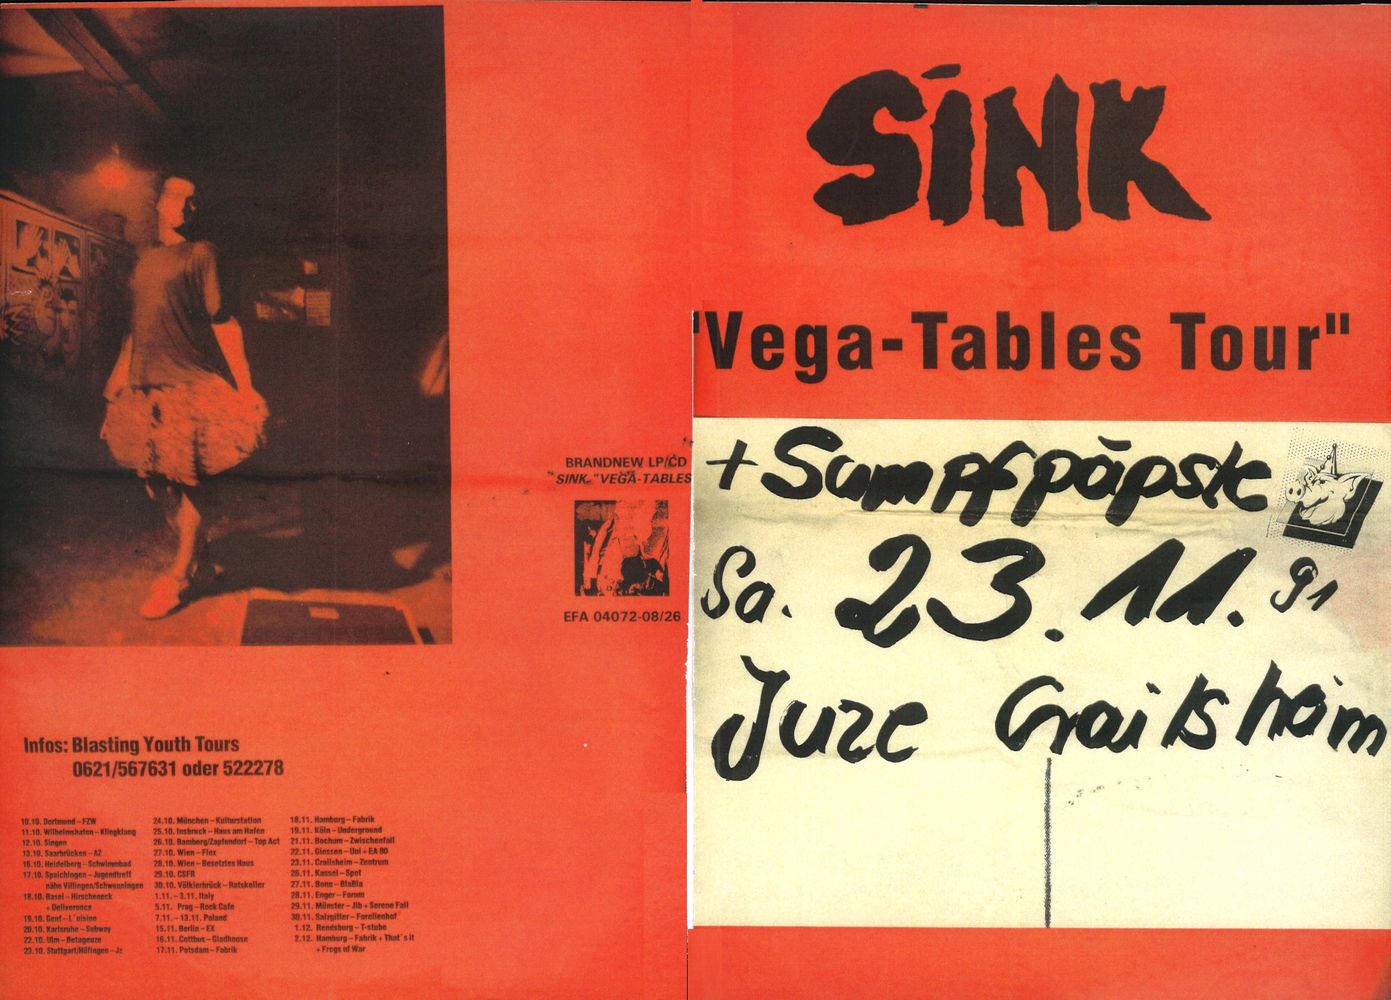 SINK
"Vega-Tables Tour"
+ Sumpfpäpste
Sa. 23.11. 91
Juze Crailsheim
BRANDNEW LP/CD
SINK "VEGA-TABLES
SINK
EFA 04072-08/26
Infos: Blasting Youth Tours
0621/567631 oder 522278
10.10. Dortmund – FZW
11.10. Wilhelmshafen – Klingklang
12.10. Singen
13.10. Saarbrücken – AZ
16.10. Heidelberg – Schwimmbad
17.10. Spaichingen – Jugendtreff
nähe Villingen/Schwenningen
18.10. Basel – Hirscheneck
+ Deliverance
19.10. Genf – L'usine
20.10. Karlsruhe – Subway
22.10. Ulm – Betageuze
23.10. Stuttgart/Höfingen – Jz
24.10. München – Kulturstation
25.10. Insbruck – Haus am Hafen
26.10. Bamberg/Zapfendorf – Top Act
27.10. Wien – Flex
28.10. Wien – Besetztes Haus
29.10. CSFR
30.10. Völklerbrück – Ratskeller
1.11. – 3.11. Italy
5.11. Prag – Rock Cafe
7.11. – 13.11. Poland
15.11. Berlin – EX
16.11. Cottbus – Gladhouse
17.11. Potsdam – Fabrik
18.11. Hamburg – Fabrik
19.11. Köln – Underground
21.11. Bochum – Zwischenfall
22.11. Giessen – Uni + EA 80
23.11. Crailsheim – Zentrum
26.11. Kassel – Spot
27.11. Bonn – BlaBla
28.11. Enger – Forum
29.11. Münster – Jib + Serene Fall
30.11. Salzgitter – Forellenhof
1.12. Rendsburg – T-stube
2.12. Hamburg – Fabrik + That's it
+ Frogs of War